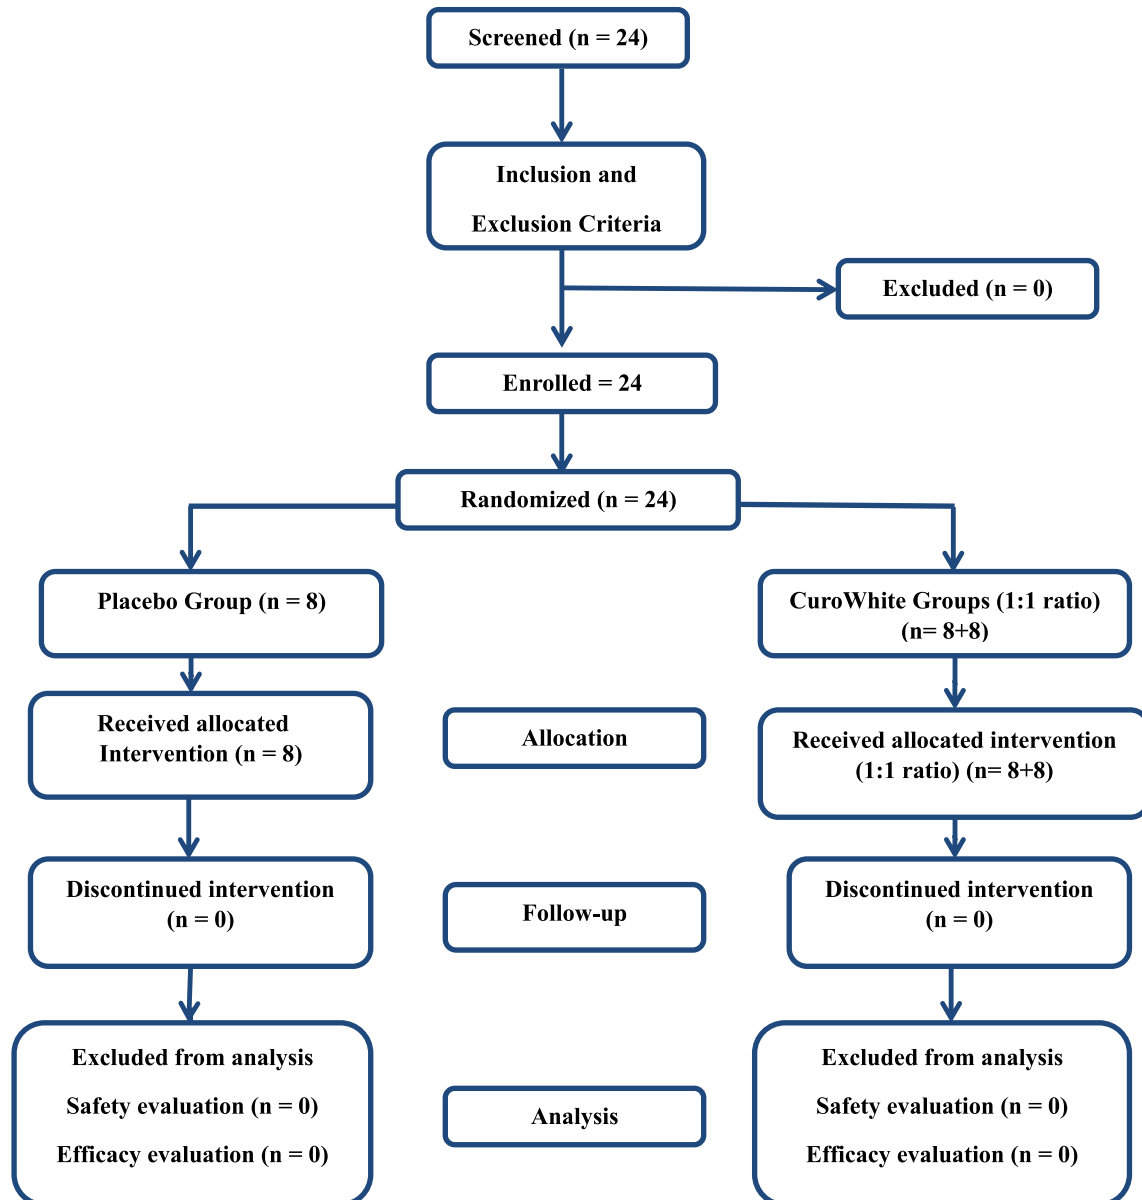 Screened (n = 24)
Inclusion and
Exclusion Criteria
Excluded (n = 0)
Enrolled = 24
Randomized (n = 24)
Placebo Group (n = 8)
CuroWhite Groups (1:1 ratio)
(n= 8+8)
Received allocated
Intervention (n = 8)
Allocation
Received allocated intervention
(1:1 ratio) (n= 8+8)
Discontinued intervention
(n = 0)
Follow-up
Discontinued intervention
(n = 0)
Excluded from analysis
Safety evaluation (n = 0)
Efficacy evaluation (n = 0)
Analysis
Excluded from analysis
Safety evaluation (n = 0)
Efficacy evaluation (n = 0)